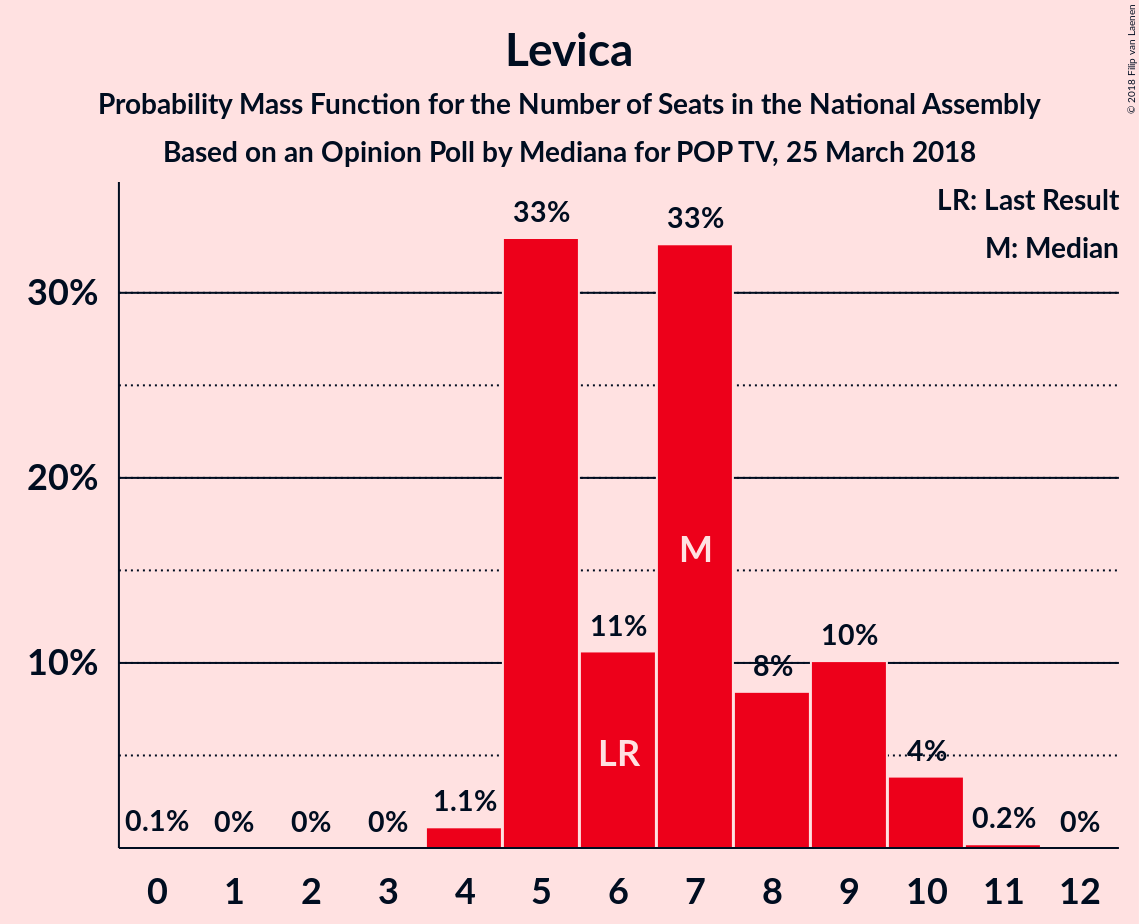 Levica
Probability Mass Function for the Number of Seats in the National Assembly
Based on an Opinion Poll by Mediana for POP TV, 25 March 2018
© 2018 Filip van Laenen
LR: Last Result
M: Median
30%
20%
10%
0.1%
0%
0%
0%
1.1%
33%
11%
33%
8%
10%
4%
0.2%
0%
LR
M
0 1 2 3 4 5 6 7 8 9 10 11 12